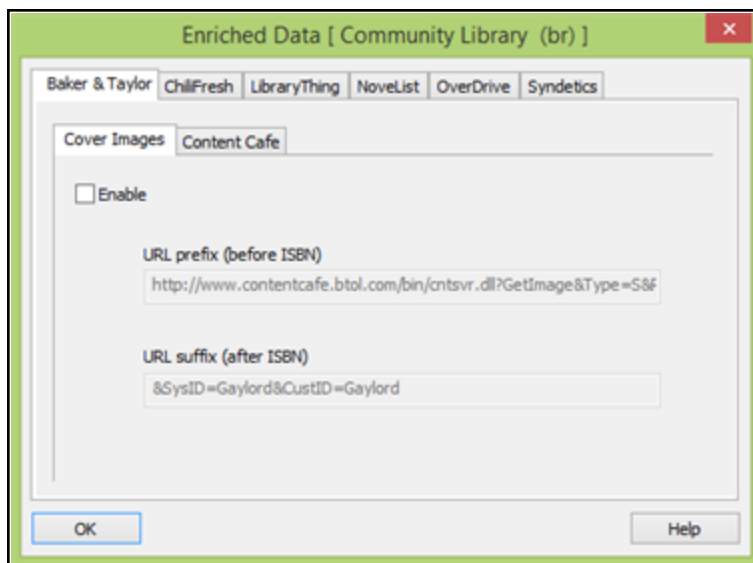 Enriched Data [ Community Library (br) ]
Baker & Taylor ChiliFresh LibraryThing NoveList OverDrive Syndetics
Cover Images Content Cafe
Enable
URL prefix (before ISBN)
http://www.contentcafe.btol.com/bin/cntsvr.dll?GetImage&Type=S&
URL suffix (after ISBN)
&SysID=Gaylord&CustID=Gaylord
OK Help